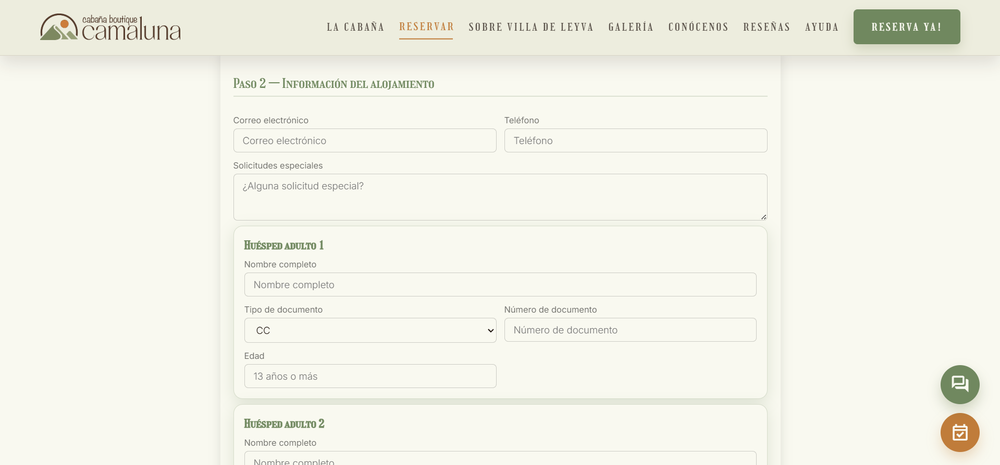 cabaña boutique
camaluna
LA CABAÑA RESERVAR SOBRE VILLA DE LEYVA GALERÍA CONÓCENOS RESEÑAS AYUDA RESERVA YA!
Paso 2 — Información del alojamiento
Correo electrónico Teléfono
Correo electrónico Teléfono
Solicitudes especiales
¿Alguna solicitud especial?
Huésped adulto 1
Nombre completo
Nombre completo
Tipo de documento Número de documento
CC Número de documento
Edad
13 años o más
Huésped adulto 2
Nombre completo
Nombre completo